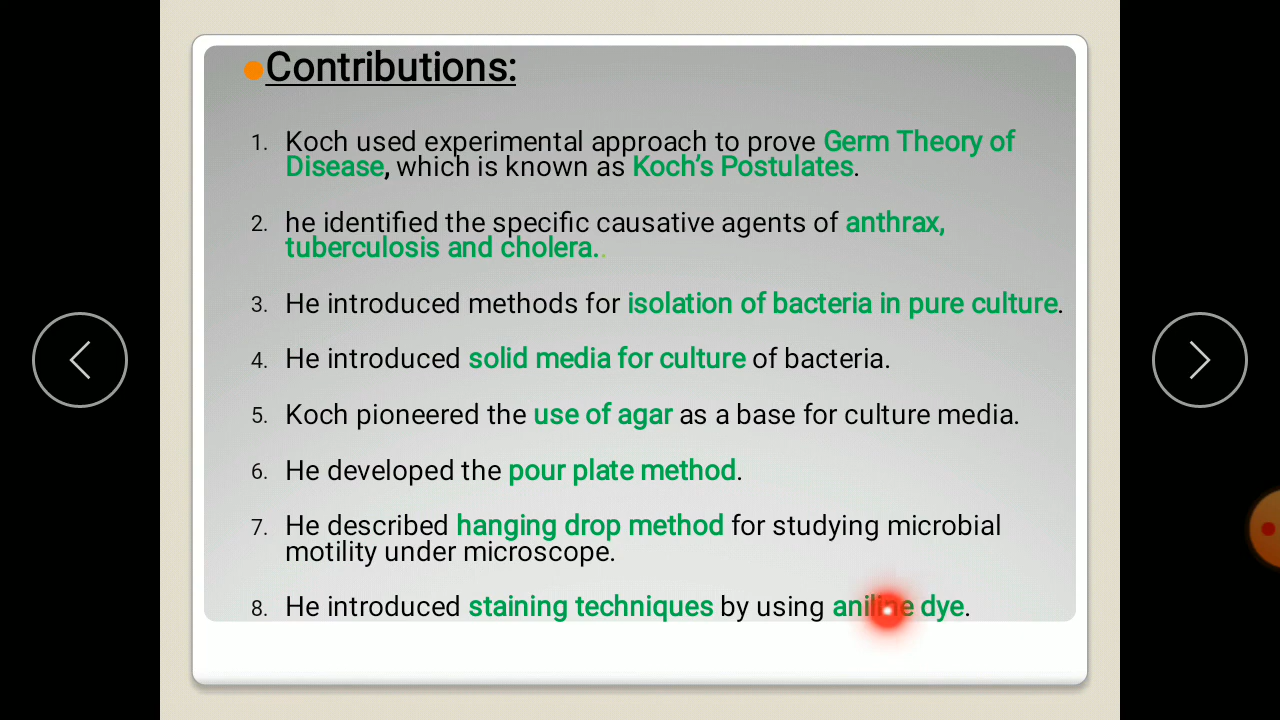 Contributions:
1. Koch used experimental approach to prove Germ Theory of
Disease, which is known as Koch's Postulates.
2. he identified the specific causative agents of anthrax,
tuberculosis and cholera..
3. He introduced methods for isolation of bacteria in pure culture.
4. He introduced solid media for culture of bacteria.
5. Koch pioneered the use of agar as a base for culture media.
6. He developed the pour plate method.
7. He described hanging drop method for studying microbial
motility under microscope.
8. He introduced staining techniques by using aniline dye.